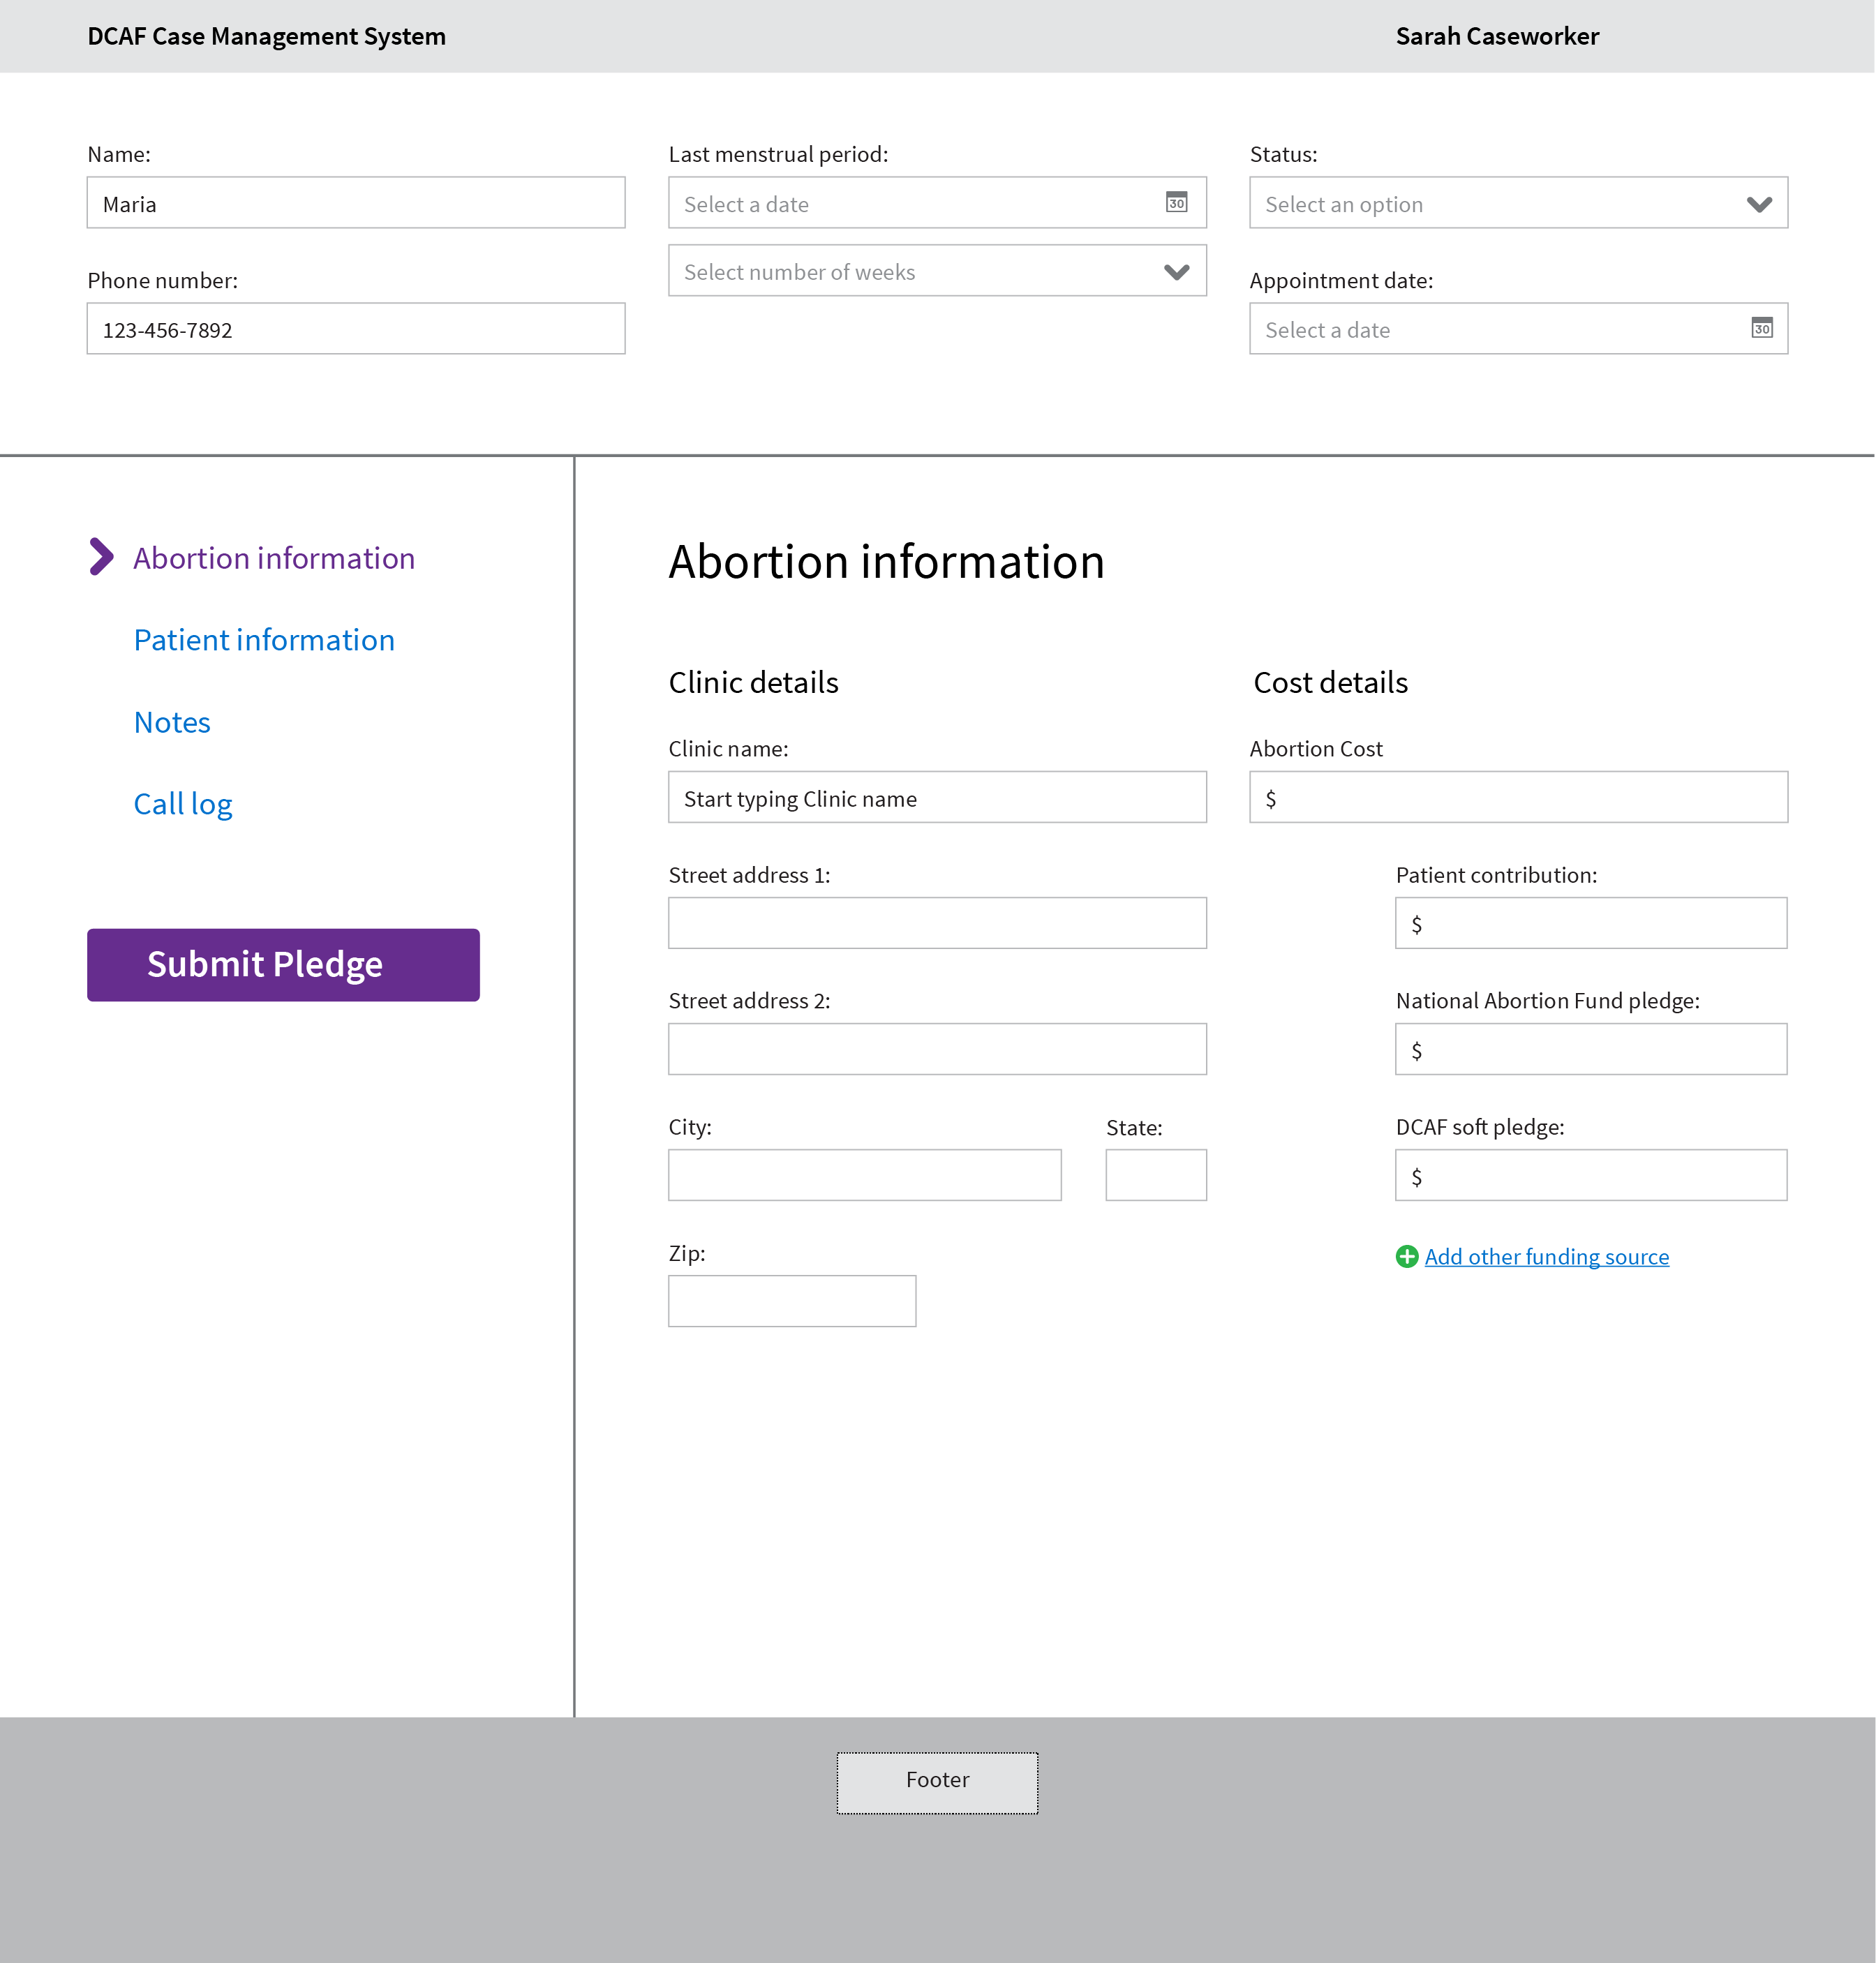 DCAF Case Management System
Sarah Caseworker
Name:
Maria
Phone number:
123-456-7892
Last menstrual period:
Select a date
30
Select number of weeks
Status:
Select an option
Appointment date:
Select a date
30
Abortion information
Patient information
Notes
Call log
Submit Pledge
Abortion information
Clinic details
Clinic name:
Start typing Clinic name
Street address 1:
Street address 2:
City:
State:
Zip:
Cost details
Abortion Cost
$
Patient contribution:
$
National Abortion Fund pledge:
$
DCAF soft pledge:
$
Add other funding source
Footer